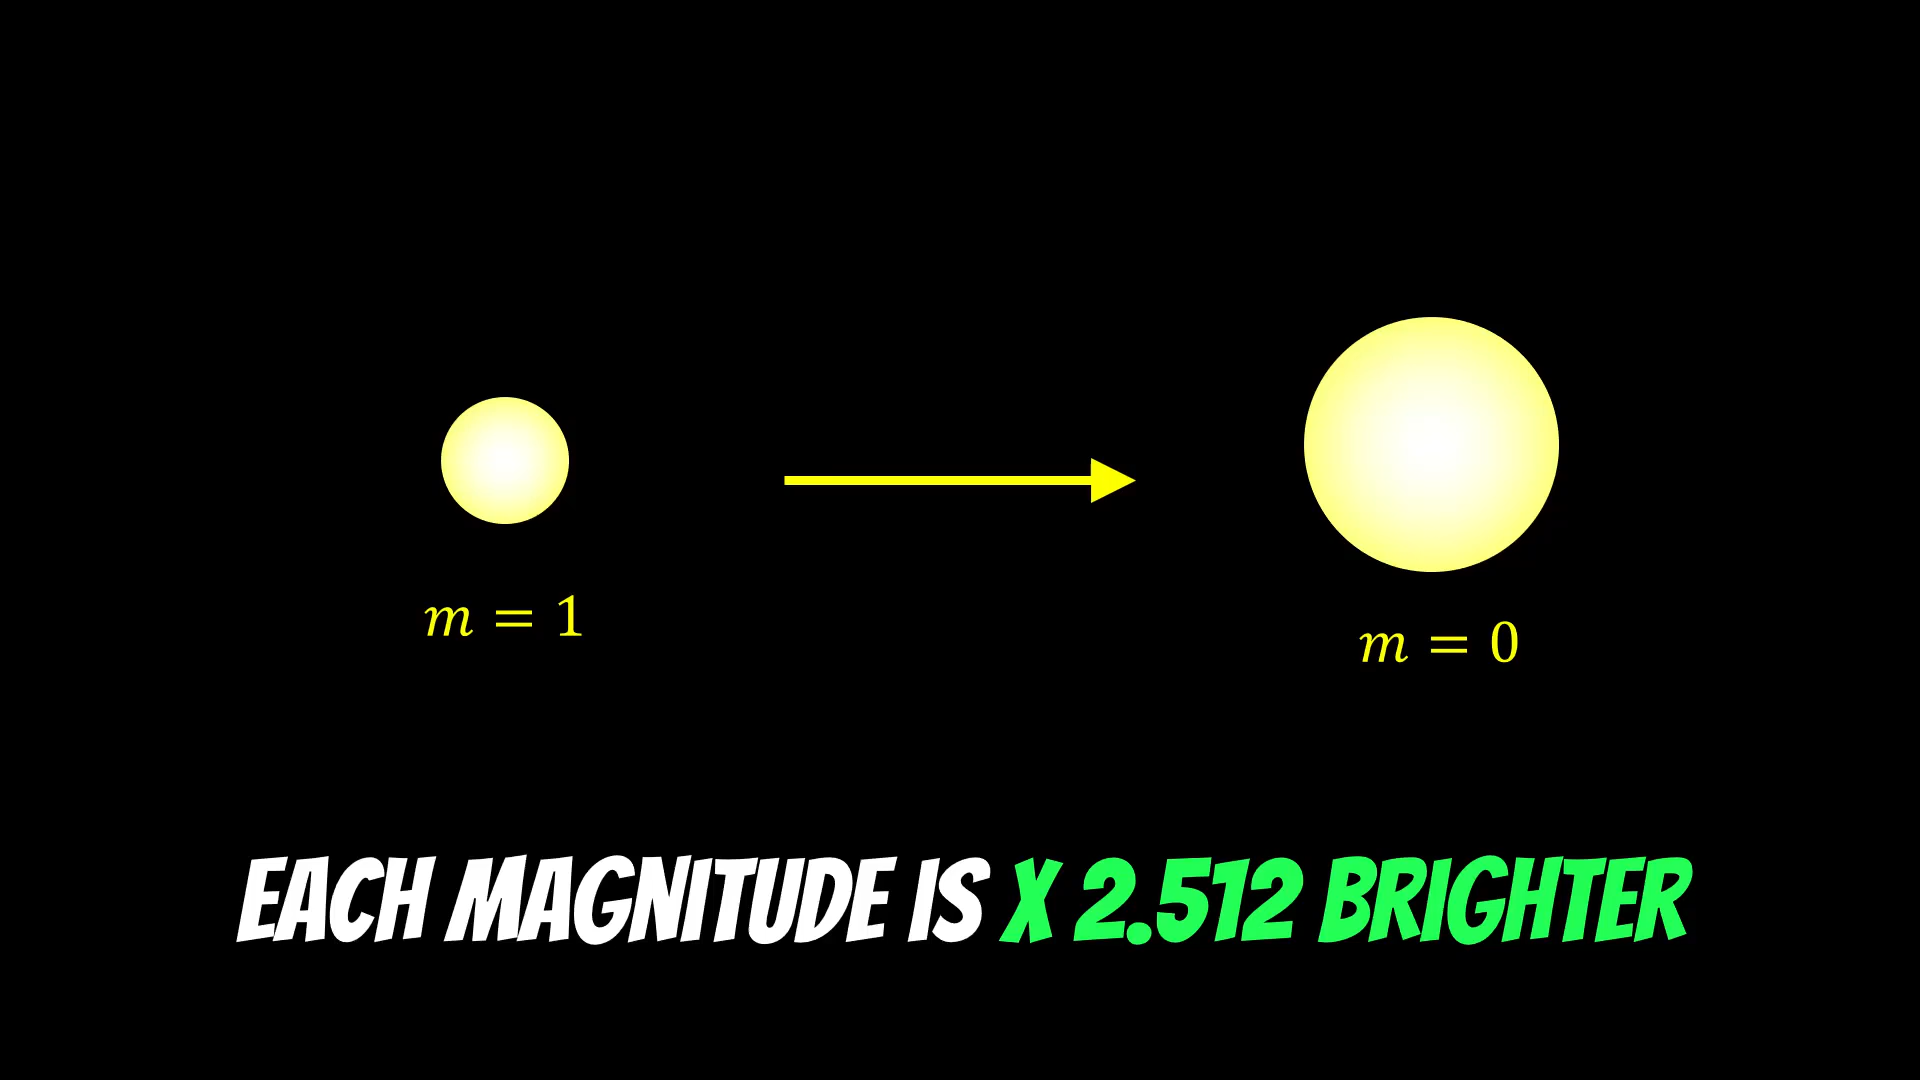 m = 1
m = 0
EACH MAGNITUDE IS X 2.512 BRIGHTER